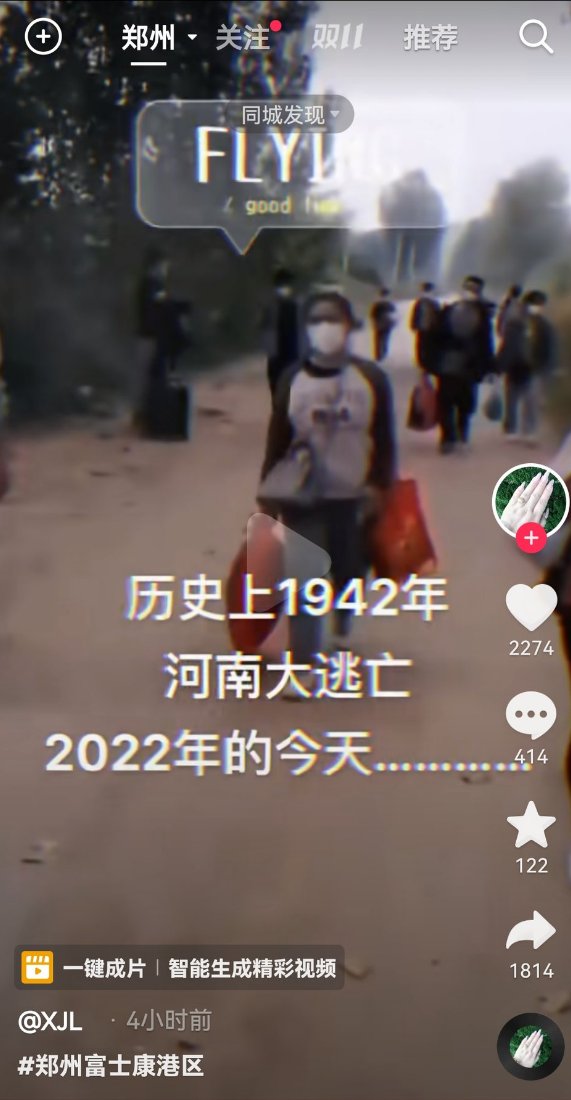 郑州 关注 双11 推荐
同城发现
FLYING
good
历史上1942年
河南大逃亡
2022年的今天…………
2274
414
122
1814
一键成片 | 智能生成精彩视频
@XJL · 4小时前
#郑州富士康港区